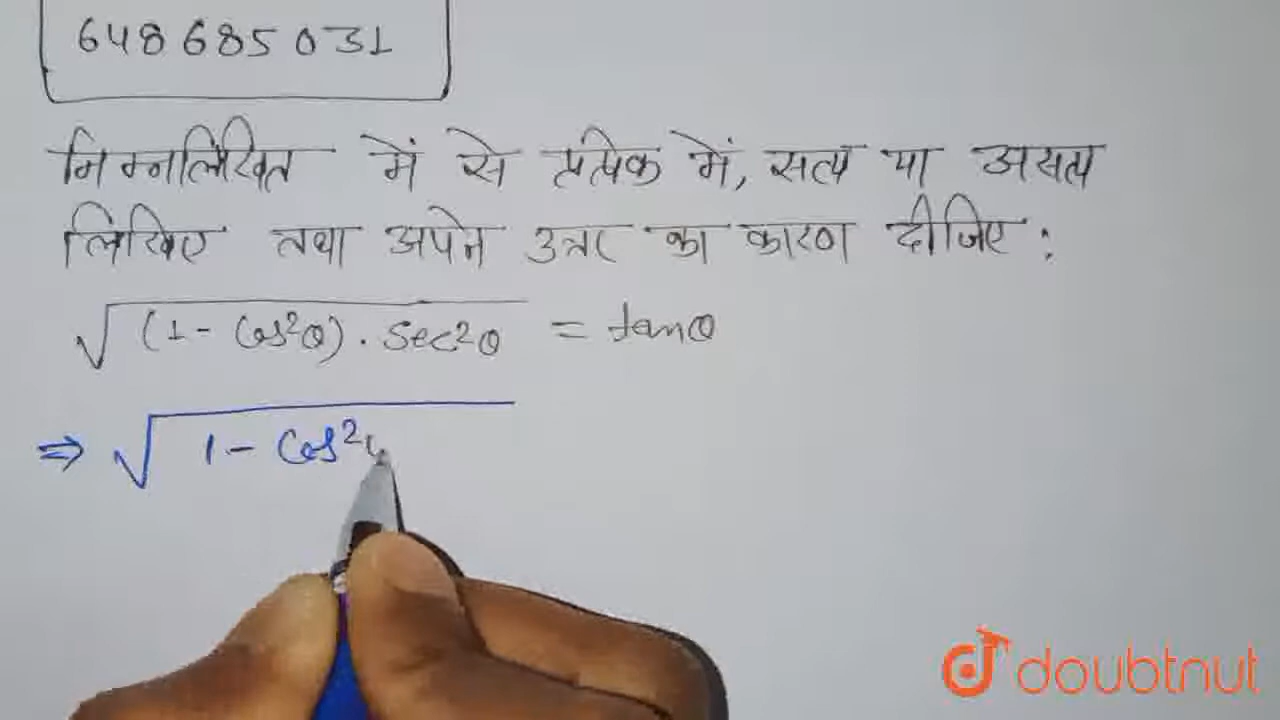 648685031
निम्नलिखित में से प्रत्येक में, सत्य या असत्य
लिखिए तथा अपने उत्तर का कारण दीजिए :
√(1 - Cos²θ) . Sec²θ = tanθ
⇒ √1 - Cos²
doubtnut